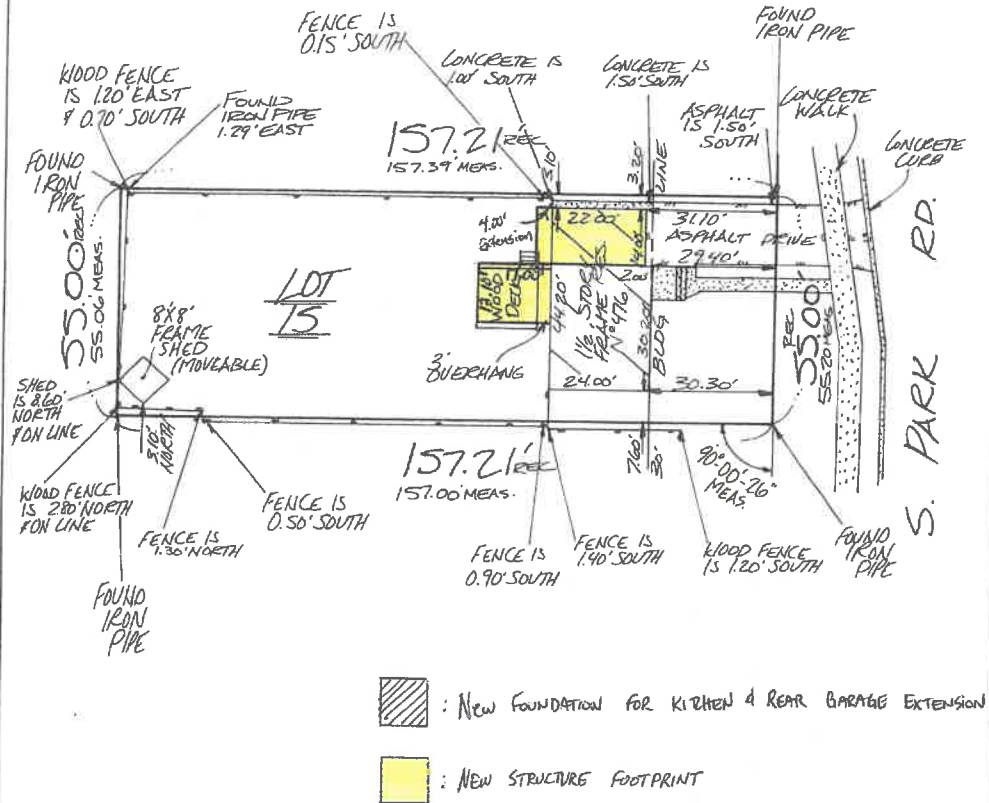 FENCE IS
0.15' SOUTH
FOUND
IRON PIPE
WOOD FENCE
IS 1.20' EAST
& 0.70' SOUTH
FOUND
IRON PIPE
1.29' EAST
CONCRETE IS
1.00' SOUTH
CONCRETE IS
1.50' SOUTH
ASPHALT
IS 1.50'
SOUTH
CONCRETE
WALK
CONCRETE
CURB
FOUND
IRON
PIPE
157.21' REC
157.39' MEAS.
3.10'
3.20'
LINE
4.00'
Extension
22.00'
14.00'
31.10'
ASPHALT DRIVE
29.40'
2.00'
55.00' REC
55.06' MEAS.
LOT
15
8'X8'
FRAME
SHED
(MOVEABLE)
WOOD
DECK
44.20'
1½ STORY
FRAME RES.
Nº 476
30.20'
BLDG
2'
OVERHANG
24.00'
30.30'
REC
55.00'
55.20 MEAS
S. PARK RD.
SHED
IS 8.60'
NORTH
& ON LINE
3.10'
NORTH
WOOD FENCE
IS 2.80' NORTH
& ON LINE
FENCE IS
1.30' NORTH
FENCE IS
0.50' SOUTH
157.21' REC
157.00' MEAS.
7.60'
30'
90°-00'-26"
MEAS.
FENCE IS
0.90' SOUTH
FENCE IS
1.40' SOUTH
WOOD FENCE
IS 1.20' SOUTH
FOUND
IRON
PIPE
FOUND
IRON
PIPE
: NEW FOUNDATION FOR KITCHEN & REAR GARAGE EXTENSION
: NEW STRUCTURE FOOTPRINT